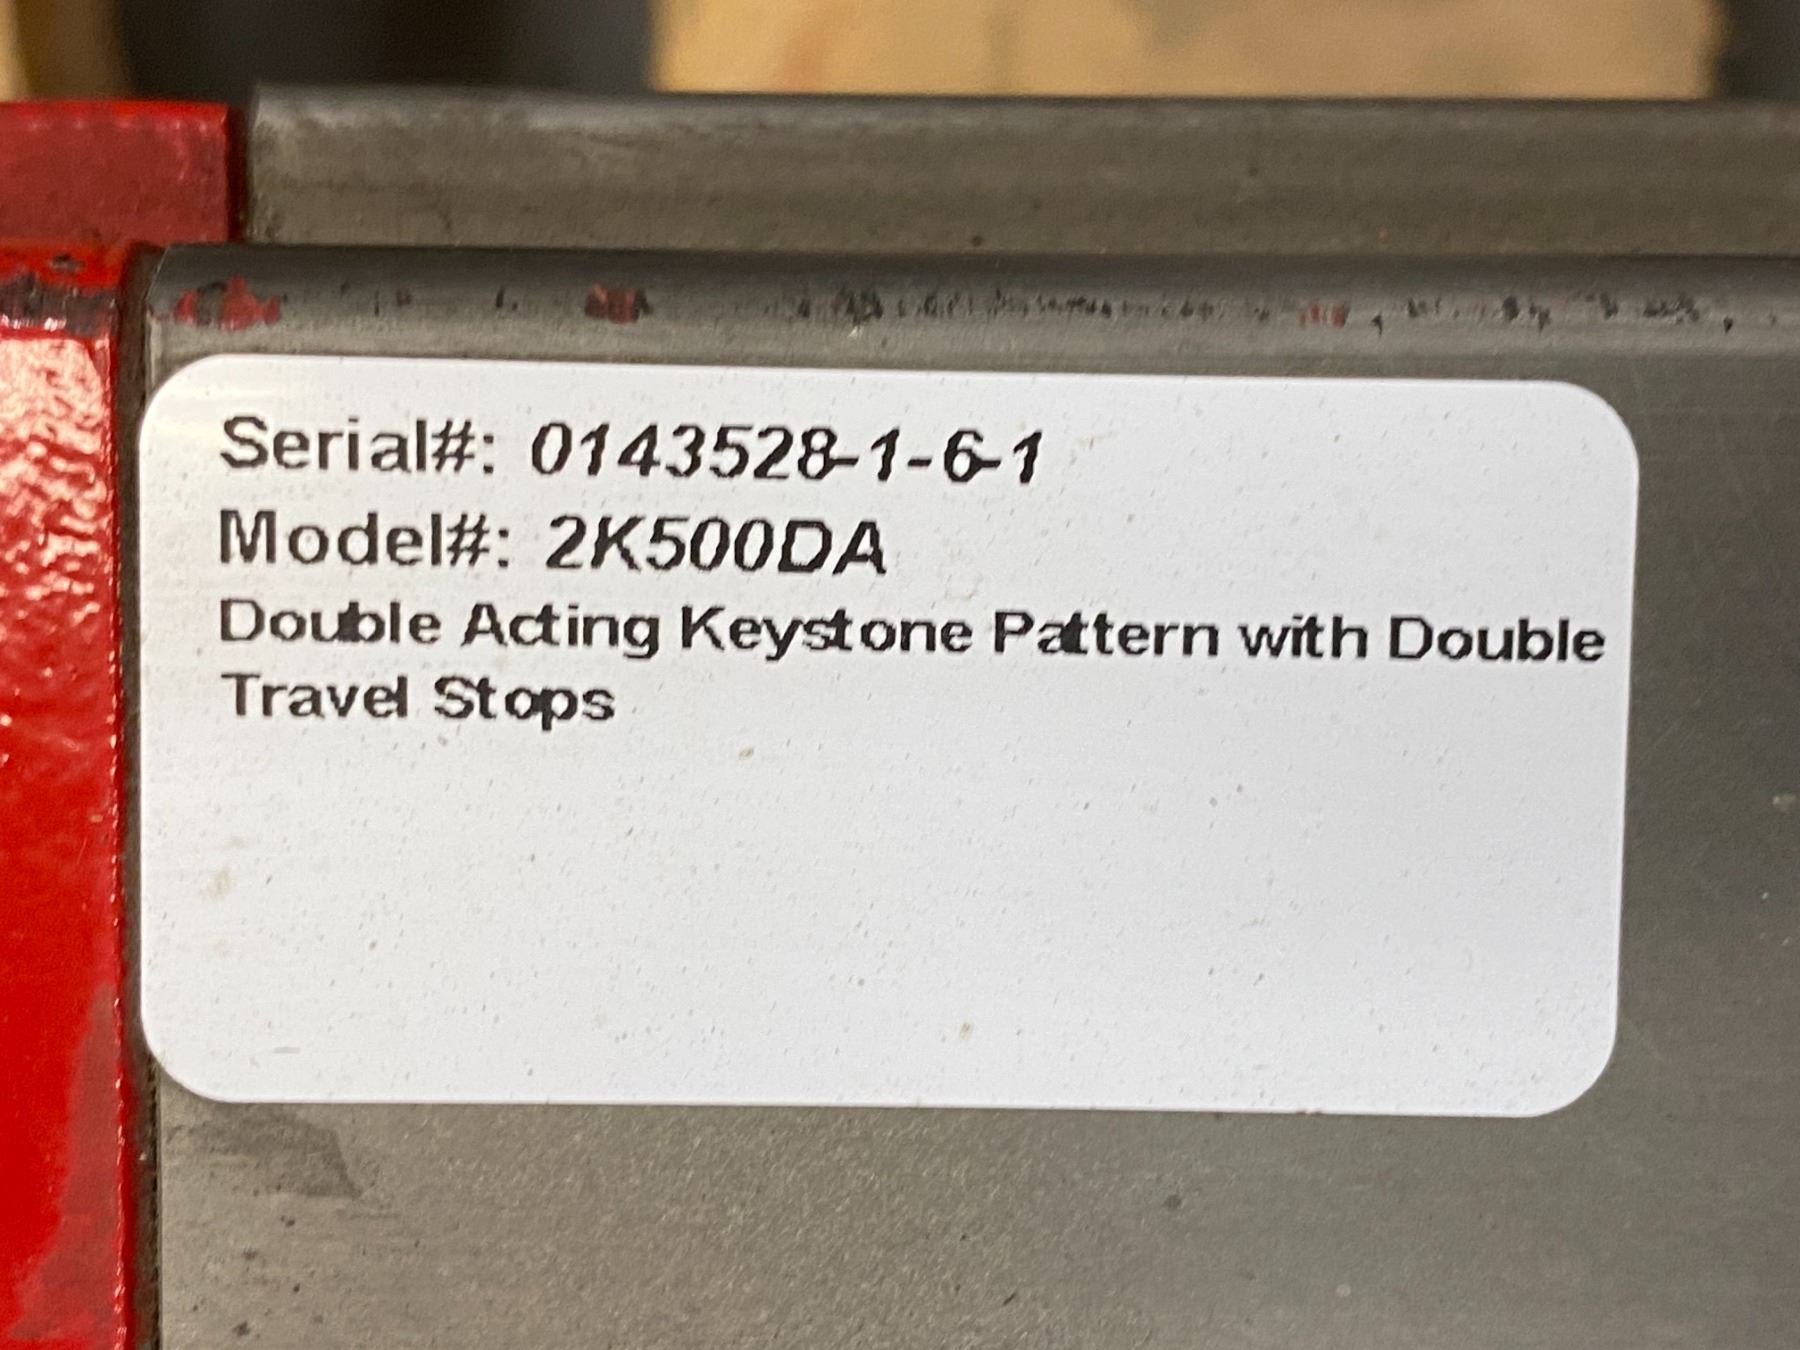 Serial#: 0143528-1-6-1
Model#: 2K500DA
Double Acting Keystone Pattern with Double
Travel Stops